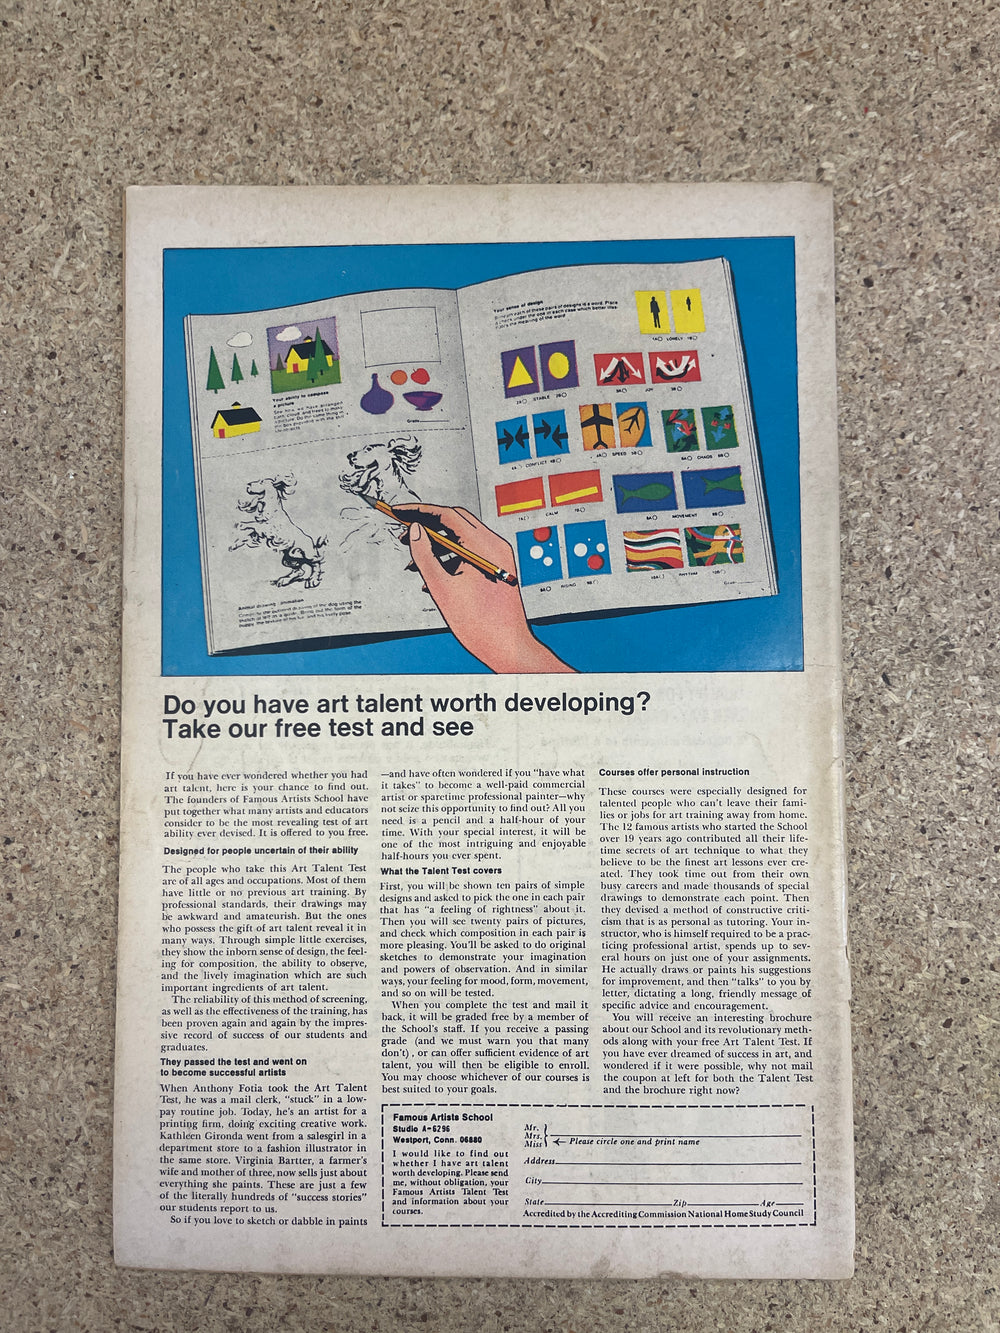 Your ability to compose
a picture
Your sense of design
LONELY
STABLE
JOY
CONFLICT
SPEED
CHAOS
CALM
MOVEMENT
RISING
RHYTHM
Animal drawing
Do you have art talent worth developing?
Take our free test and see
If you have ever wondered whether you had
art talent, here is your chance to find out.
The founders of Famous Artists School have
put together what many artists and educators
consider to be the most revealing test of art
ability ever devised. It is offered to you free.
Designed for people uncertain of their ability
The people who take this Art Talent Test
are of all ages and occupations. Most of them
have little or no previous art training. By
professional standards, their drawings may
be awkward and amateurish. But the ones
who possess the gift of art talent reveal it in
many ways. Through simple little exercises,
they show the inborn sense of design, the feel-
ing for composition, the ability to observe,
and the lively imagination which are such
important ingredients of art talent.
The reliability of this method of screening,
as well as the effectiveness of the training, has
been proven again and again by the impres-
sive record of success of our students and
graduates.
They passed the test and went on
to become successful artists
When Anthony Fotia took the Art Talent
Test, he was a mail clerk, "stuck" in a low-
pay routine job. Today, he's an artist for a
printing firm, doing exciting creative work.
Kathleen Gironda went from a salesgirl in a
department store to a fashion illustrator in
the same store. Virginia Bartter, a farmer's
wife and mother of three, now sells just about
everything she paints. These are just a few
of the literally hundreds of "success stories"
our students report to us.
So if you love to sketch or dabble in paints
—and have often wondered if you "have what
it takes" to become a well-paid commercial
artist or sparetime professional painter—why
not seize this opportunity to find out? All you
need is a pencil and a half-hour of your
time. With your special interest, it will be
one of the most intriguing and enjoyable
half-hours you ever spent.
What the Talent Test covers
First, you will be shown ten pairs of simple
designs and asked to pick the one in each pair
that has "a feeling of rightness" about it.
Then you will see twenty pairs of pictures,
and check which composition in each pair is
more pleasing. You'll be asked to do original
sketches to demonstrate your imagination
and powers of observation. And in similar
ways, your feeling for mood, form, movement,
and so on will be tested.
When you complete the test and mail it
back, it will be graded free by a member of
the School's staff. If you receive a passing
grade (and we must warn you that many
don't), or can offer sufficient evidence of art
talent, you will then be eligible to enroll.
You may choose whichever of our courses is
best suited to your goals.
Courses offer personal instruction
These courses were especially designed for
talented people who can't leave their fami-
lies or jobs for art training away from home.
The 12 famous artists who started the School
over 19 years ago contributed all their life-
time secrets of art technique to what they
believe to be the finest art lessons ever cre-
ated. They took time out from their own
busy careers and made thousands of special
drawings to demonstrate each point. Then
they devised a method of constructive criti-
cism that is as personal as tutoring. Your in-
structor, who is himself required to be a prac-
ticing professional artist, spends up to sev-
eral hours on just one of your assignments.
He actually draws or paints his suggestions
for improvement, and then "talks" to you by
letter, dictating a long, friendly message of
specific advice and encouragement.
You will receive an interesting brochure
about our School and its revolutionary meth-
ods along with your free Art Talent Test. If
you have ever dreamed of success in art, and
wondered if it were possible, why not mail
the coupon at left for both the Talent Test
and the brochure right now?
Famous Artists School
Studio A-6296
Westport, Conn. 06880
I would like to find out
whether I have art talent
worth developing. Please send
me, without obligation, your
Famous Artists Talent Test
and information about your
courses.
Mr.
Mrs.
Miss
Please circle one and print name
Address
City
State Zip Age
Accredited by the Accrediting Commission National Home Study Council